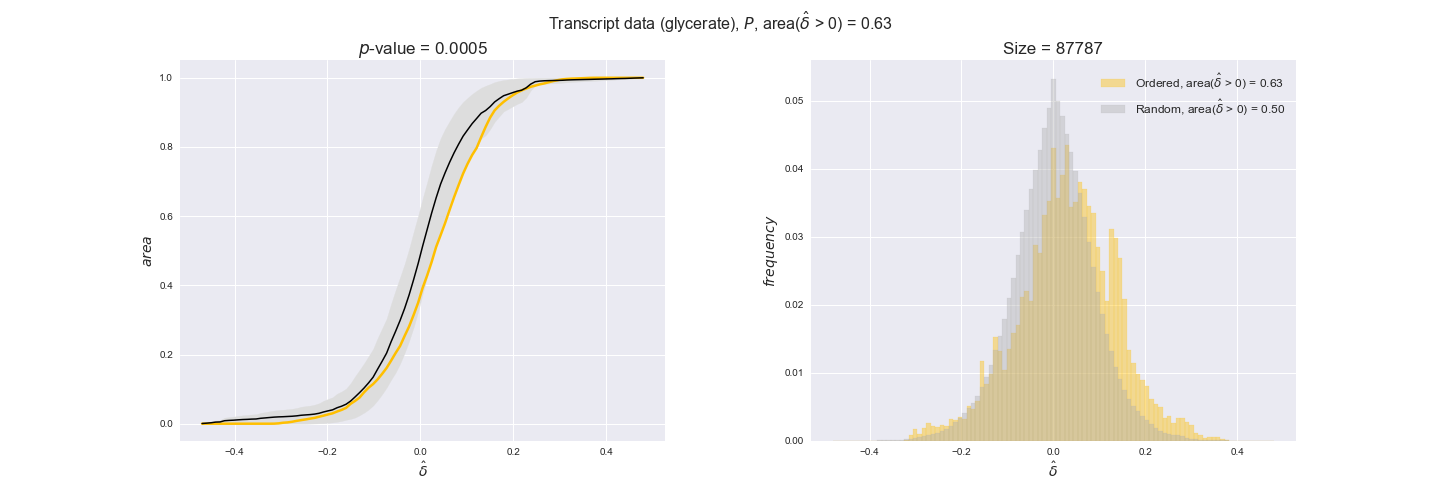 Transcript data (glycerate), P, area(δ̂ > 0) = 0.63
p-value = 0.0005
1.0
0.8
0.6
0.4
0.2
0.0
area
−0.4 −0.2 0.0 0.2 0.4
δ̂
Size = 87787
Ordered, area(δ̂ > 0) = 0.63
Random, area(δ̂ > 0) = 0.50
0.05
0.04
0.03
0.02
0.01
0.00
frequency
−0.4 −0.2 0.0 0.2 0.4
δ̂